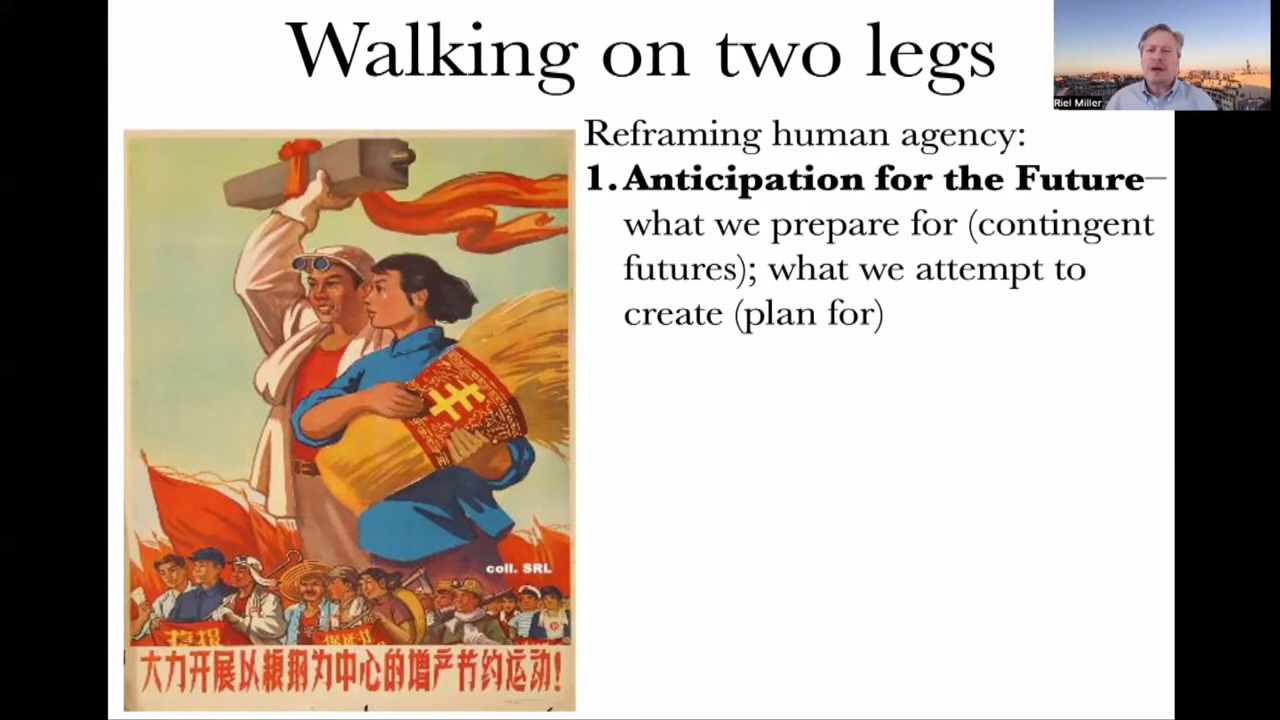 Walking on two legs
Riel Miller
Reframing human agency:
1. Anticipation for the Future–
what we prepare for (contingent
futures); what we attempt to
create (plan for)
丰
coll. SRL
大力开展以粮钢为中心的增产节约运动!